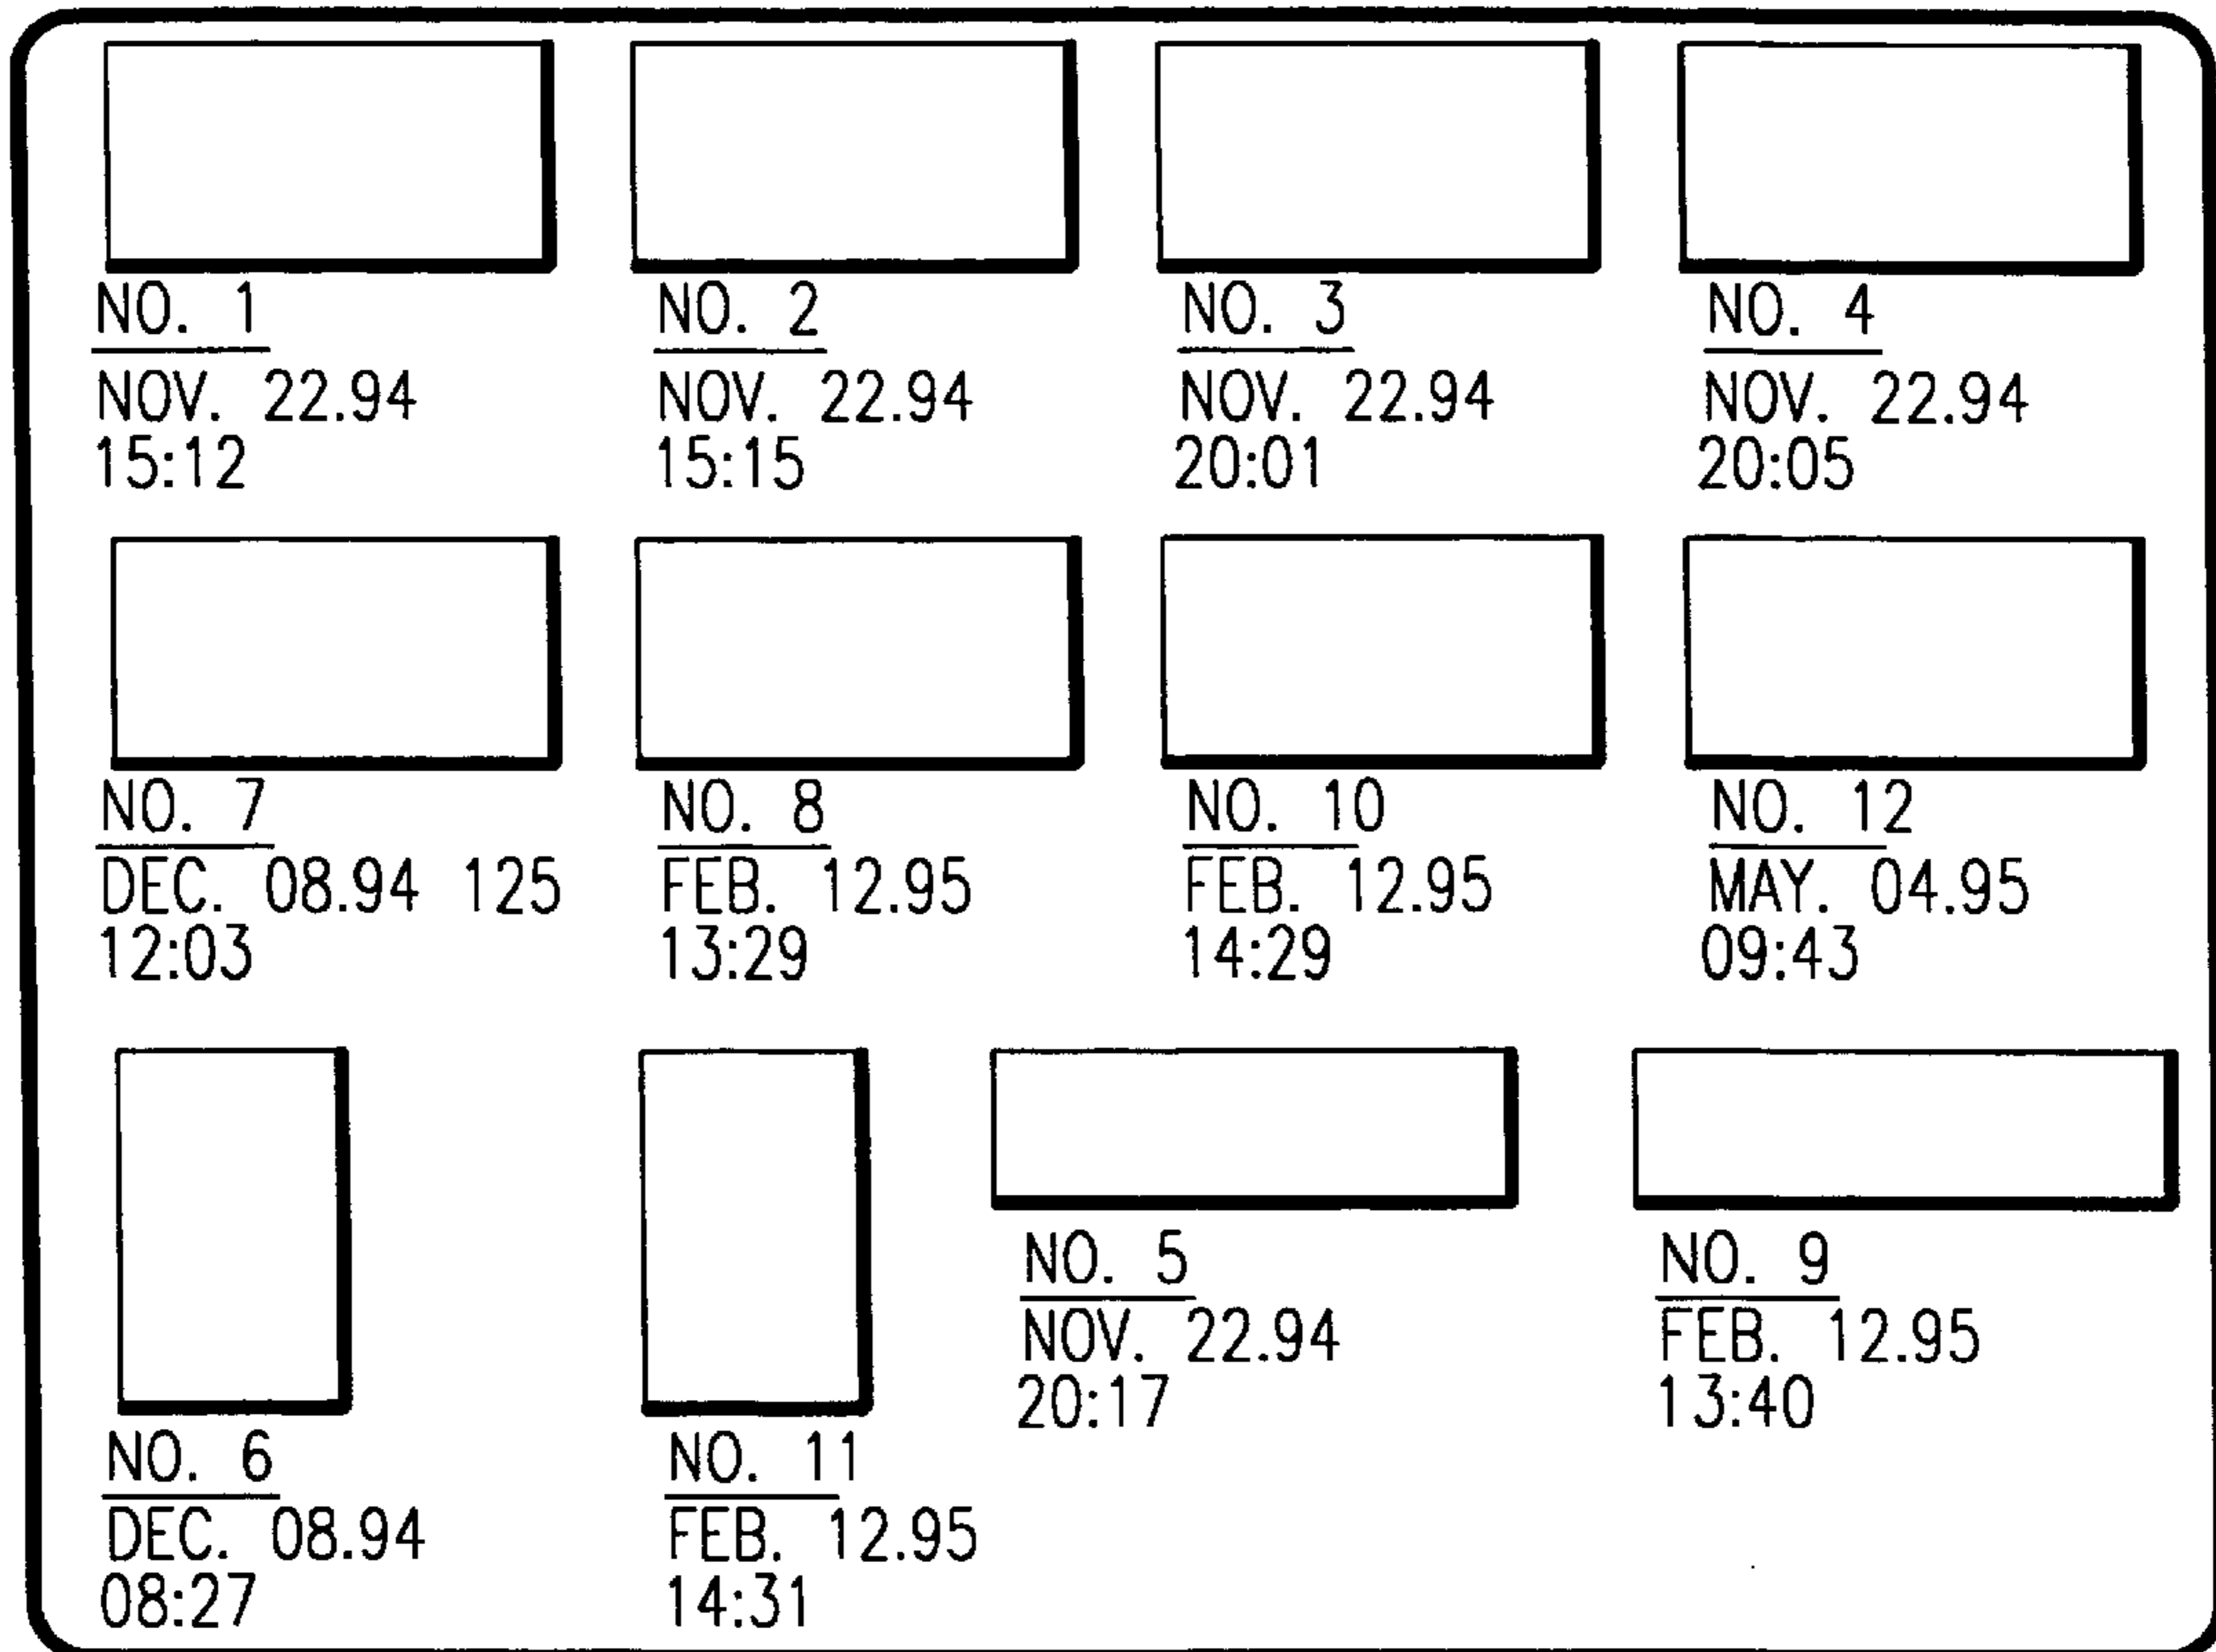 NO. 1
NOV. 22.94
15:12
NO. 2
NOV. 22.94
15:15
NO. 3
NOV. 22.94
20:01
NO. 4
NOV. 22.94
20:05
NO. 7
DEC. 08.94 125
12:03
NO. 8
FEB. 12.95
13:29
NO. 10
FEB. 12.95
14:29
NO. 12
MAY. 04.95
09:43
NO. 6
DEC. 08.94
08:27
NO. 11
FEB. 12.95
14:31
NO. 5
NOV. 22.94
20:17
NO. 9
FEB. 12.95
13:40